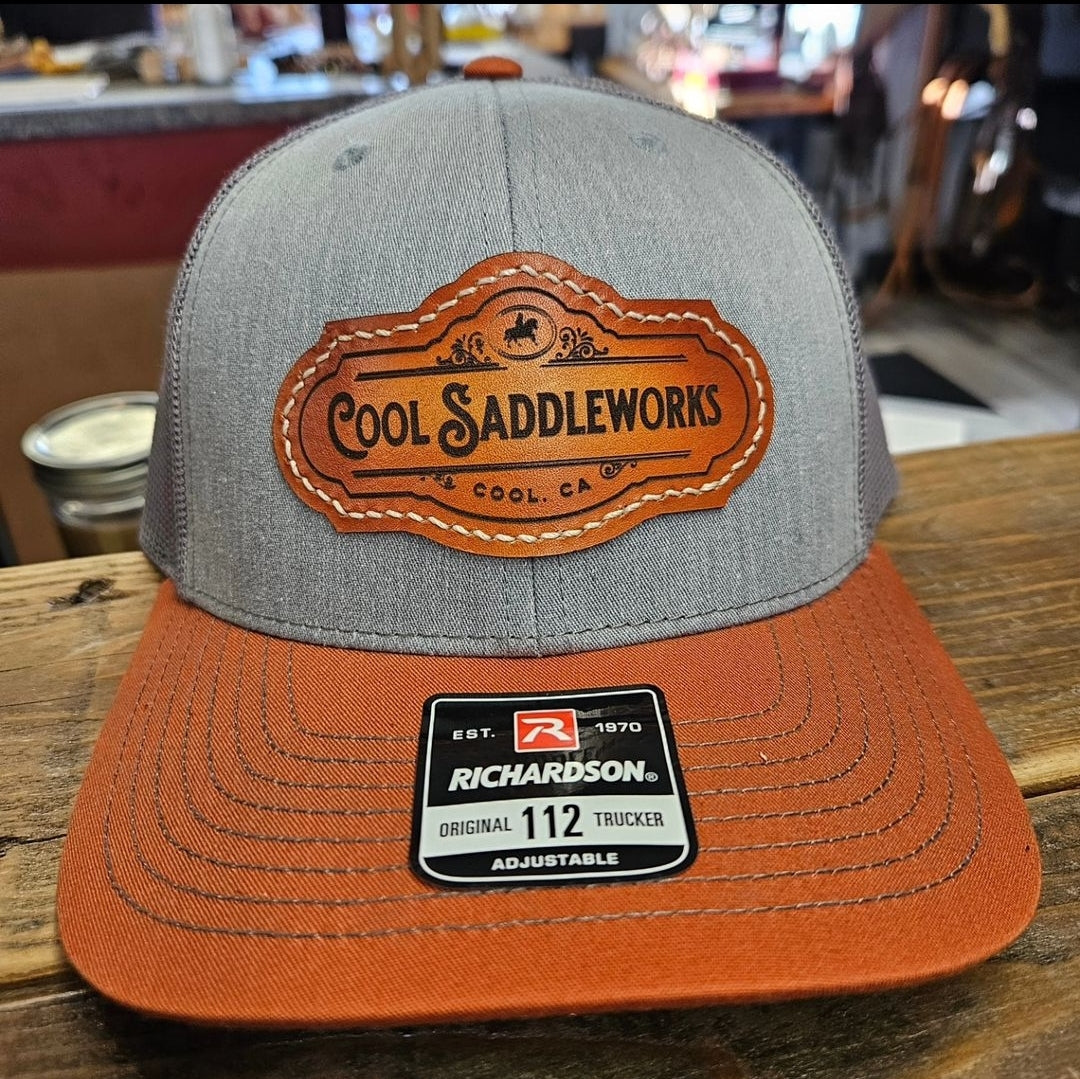 COOL SADDLEWORKS
COOL, CA
EST. R 1970
RICHARDSON®
ORIGINAL 112 TRUCKER
ADJUSTABLE